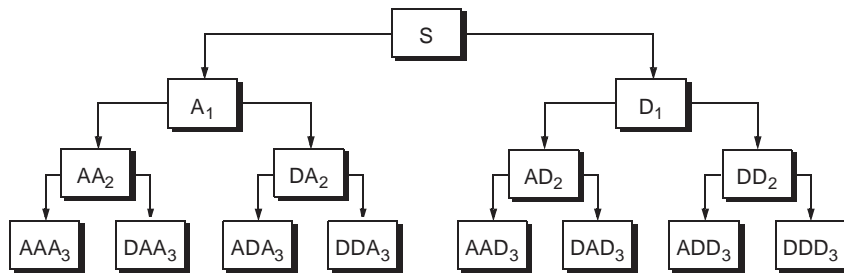 S
A₁ D₁
AA₂ DA₂ AD₂ DD₂
AAA₃ DAA₃ ADA₃ DDA₃ AAD₃ DAD₃ ADD₃ DDD₃